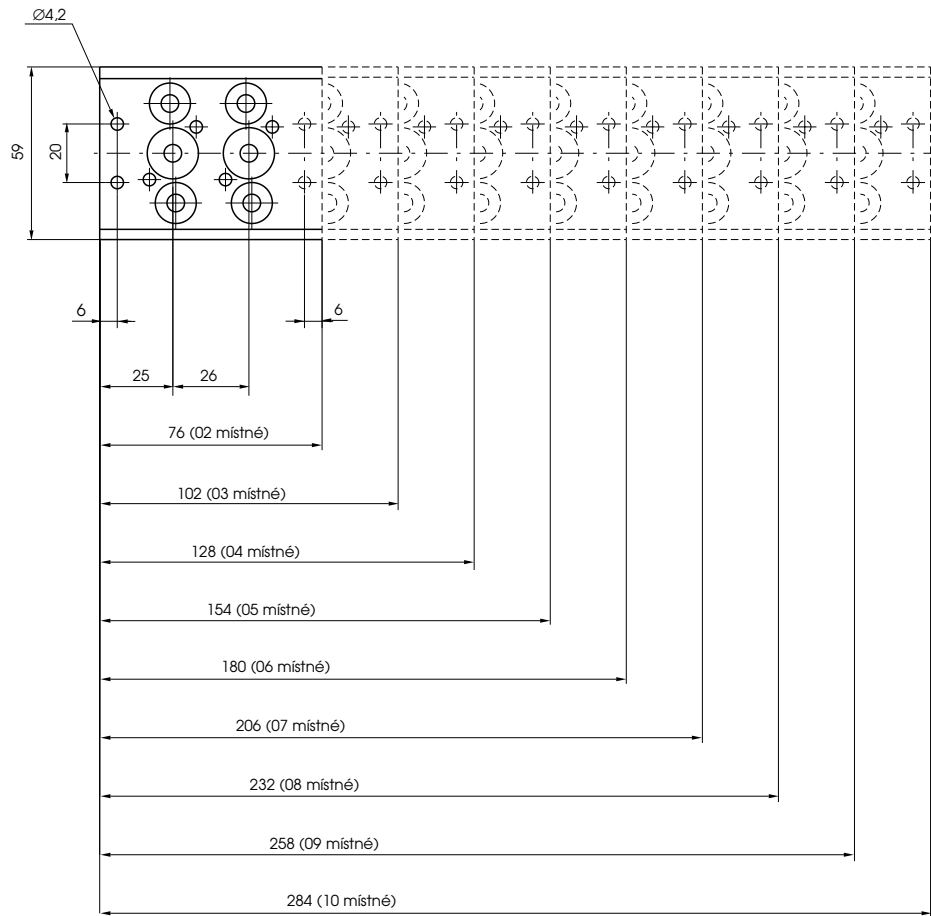 Ø4,2
59
20
6
6
25
26
76 (02 místné)
102 (03 místné)
128 (04 místné)
154 (05 místné)
180 (06 místné)
206 (07 místné)
232 (08 místné)
258 (09 místné)
284 (10 místné)